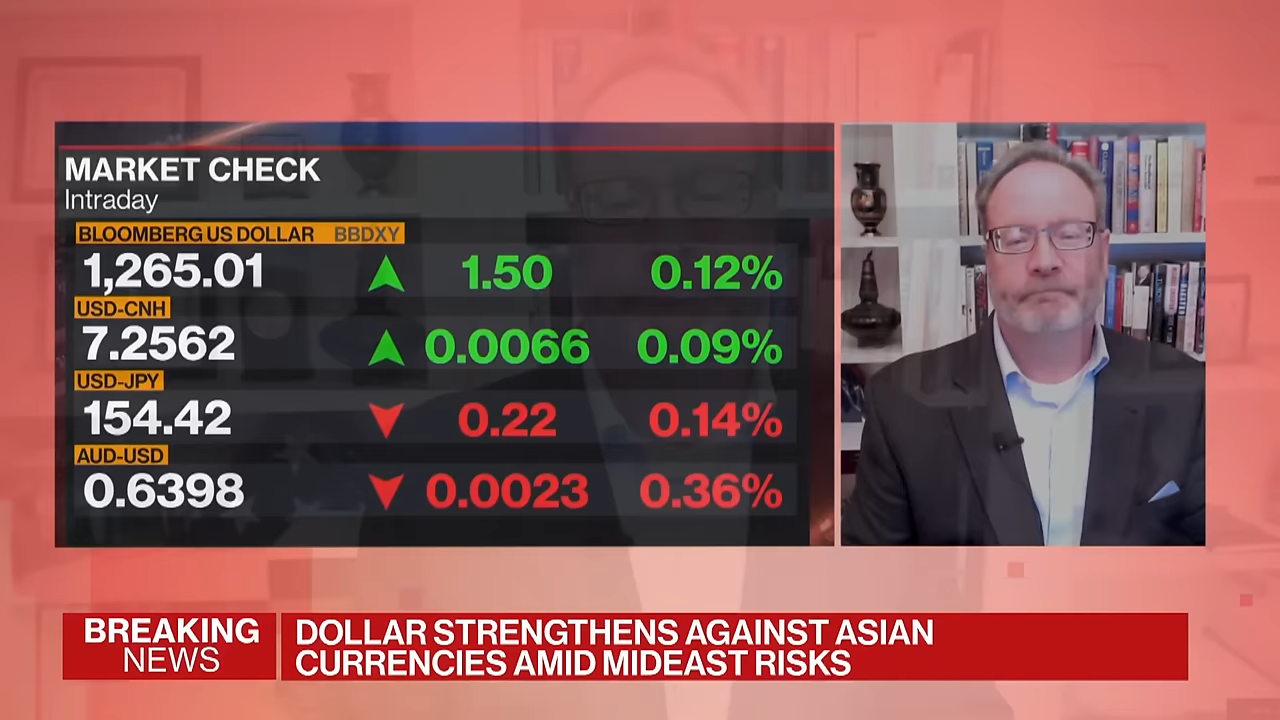 MARKET CHECK
Intraday
BLOOMBERG US DOLLAR BBDXY
1,265.01 1.50 0.12%
USD-CNH
7.2562 0.0066 0.09%
USD-JPY
154.42 0.22 0.14%
AUD-USD
0.6398 0.0023 0.36%
BREAKING
NEWS
DOLLAR STRENGTHENS AGAINST ASIAN
CURRENCIES AMID MIDEAST RISKS